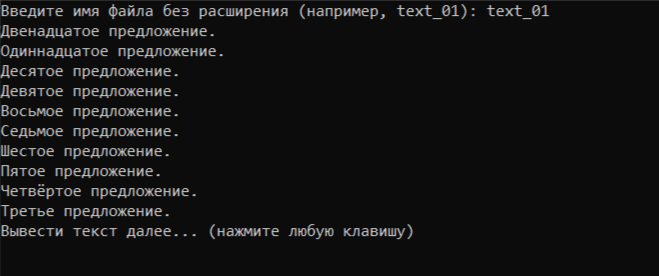 Введите имя файла без расширения (например, text_01): text_01
Двенадцатое предложение.
Одиннадцатое предложение.
Десятое предложение.
Девятое предложение.
Восьмое предложение.
Седьмое предложение.
Шестое предложение.
Пятое предложение.
Четвёртое предложение.
Третье предложение.
Вывести текст далее... (нажмите любую клавишу)